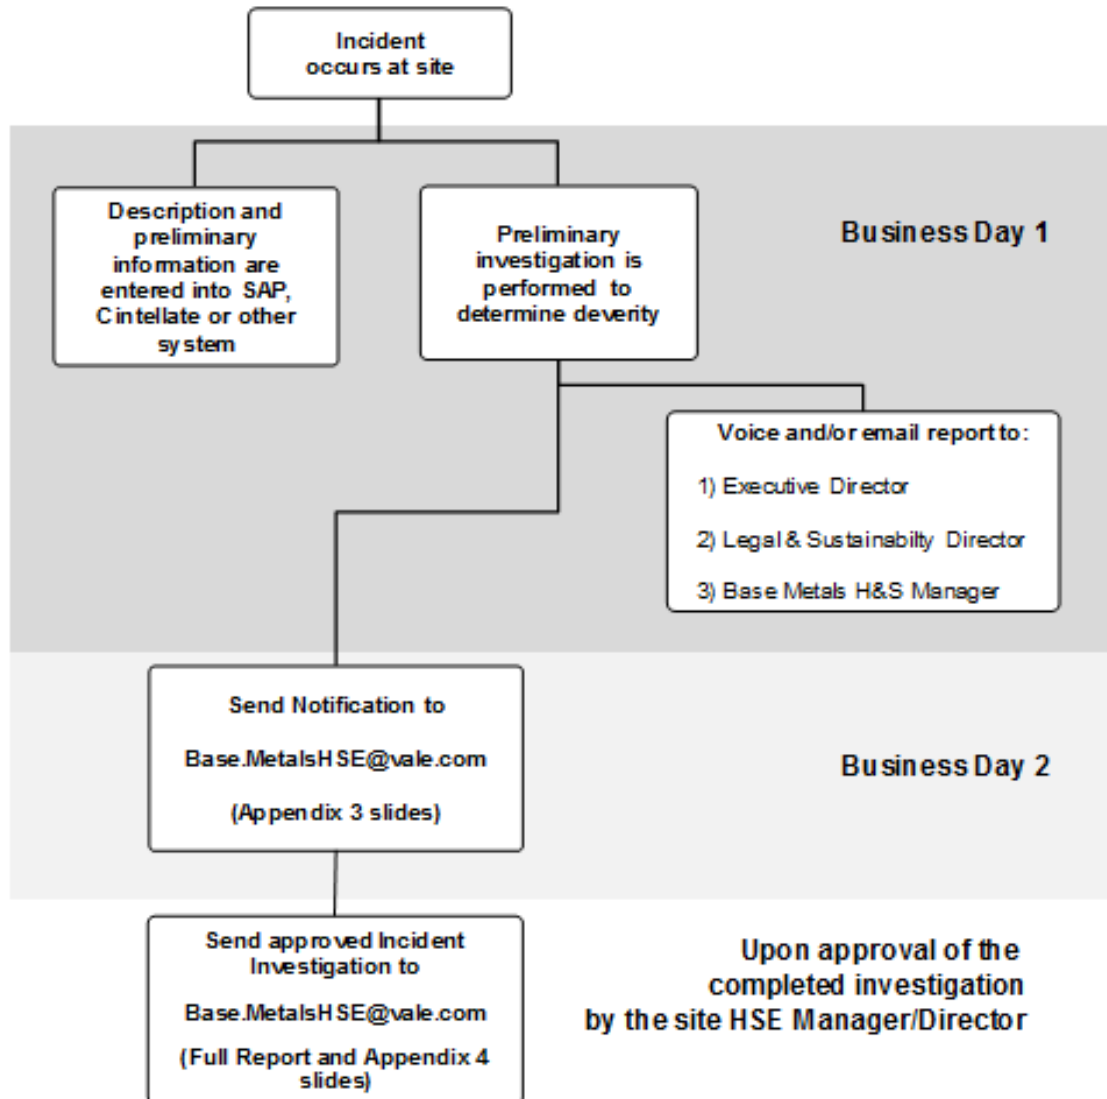 Incident
occurs at site
Description and
preliminary
information are
entered into SAP,
Cintellate or other
system
Preliminary
investigation is
performed to
determine deverity
Business Day 1
Voice and/or email report to:
1) Executive Director
2) Legal & Sustainabilty Director
3) Base Metals H&S Manager
Send Notification to
Base.MetalsHSE@vale.com
(Appendix 3 slides)
Business Day 2
Send approved Incident
Investigation to
Base.MetalsHSE@vale.com
(Full Report and Appendix 4
slides)
Upon approval of the
completed investigation
by the site HSE Manager/Director